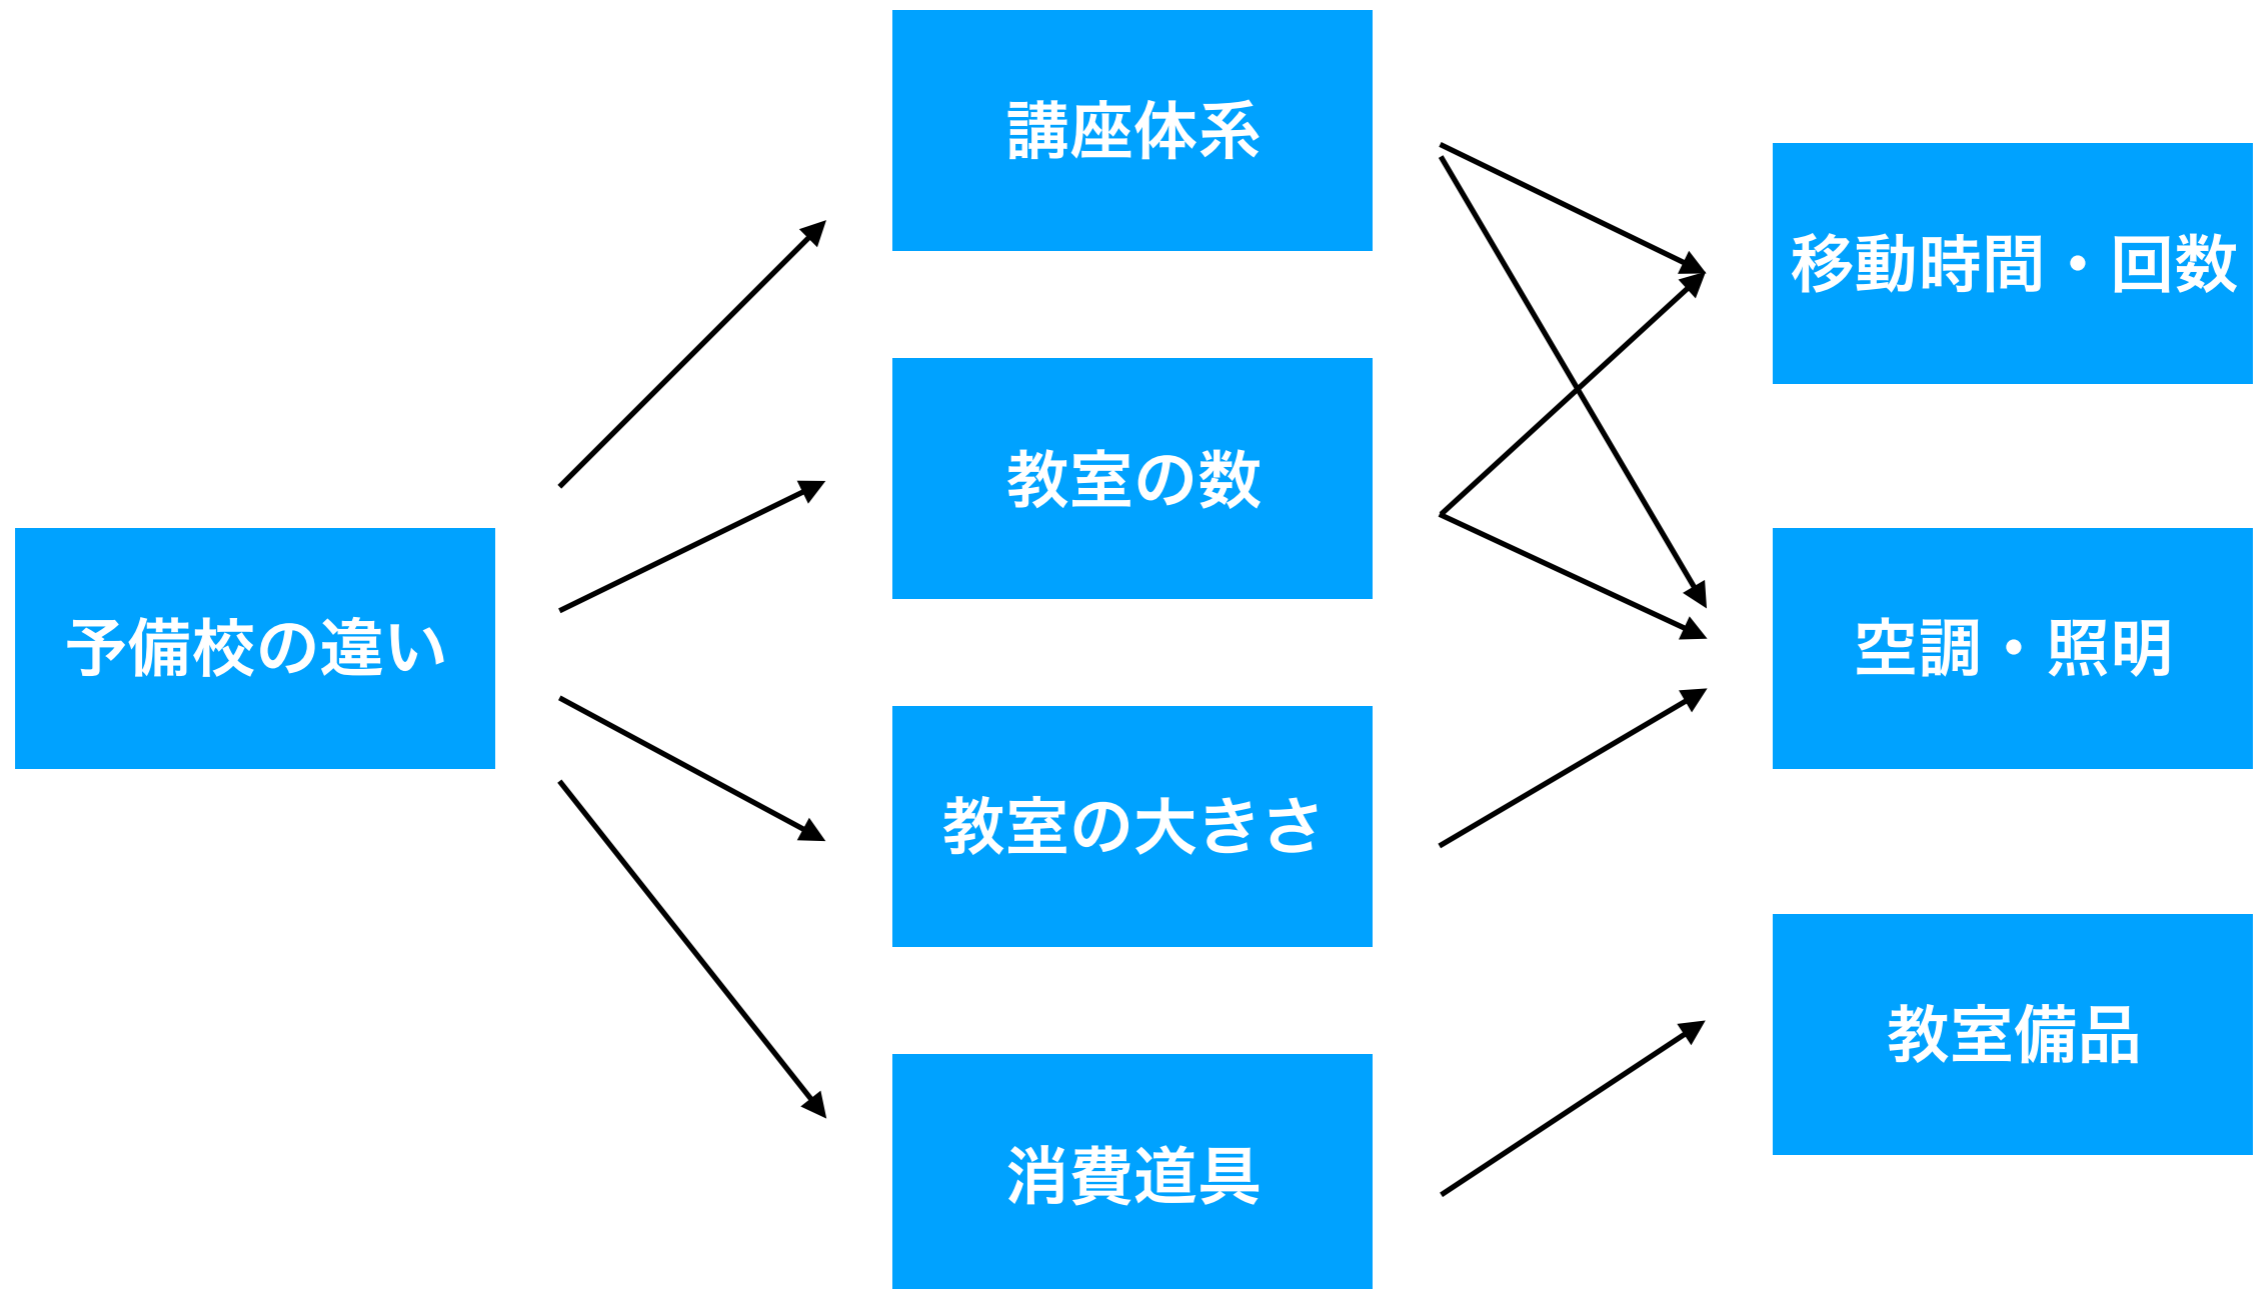 予備校の違い
講座体系
教室の数
教室の大きさ
消費道具
移動時間・回数
空調・照明
教室備品